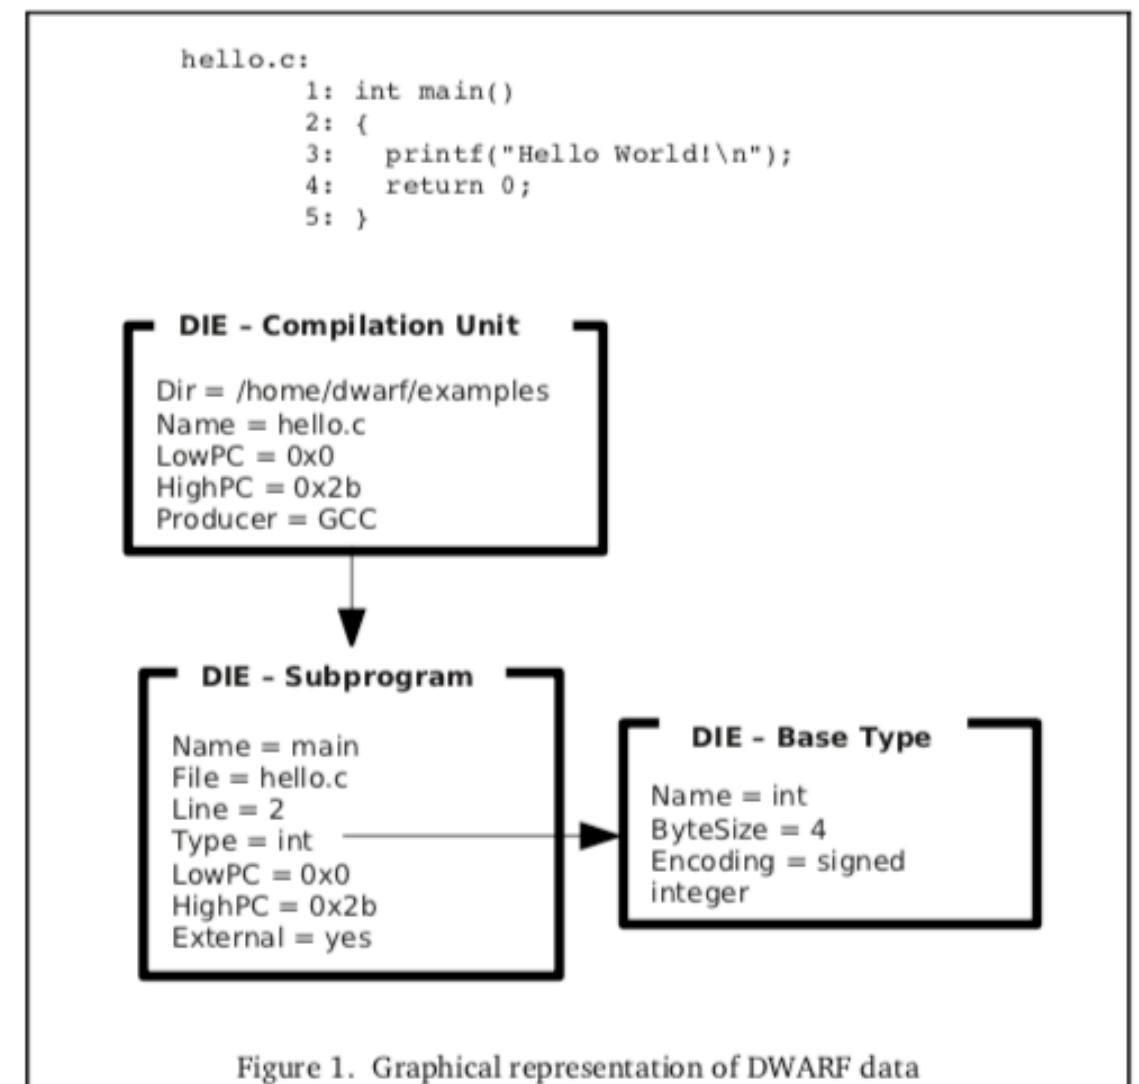 hello.c:
1: int main()
2: {
3: printf("Hello World!\n");
4: return 0;
5: }
DIE – Compilation Unit
Dir = /home/dwarf/examples
Name = hello.c
LowPC = 0x0
HighPC = 0x2b
Producer = GCC
DIE – Subprogram
Name = main
File = hello.c
Line = 2
Type = int
LowPC = 0x0
HighPC = 0x2b
External = yes
DIE – Base Type
Name = int
ByteSize = 4
Encoding = signed
integer
Figure 1. Graphical representation of DWARF data